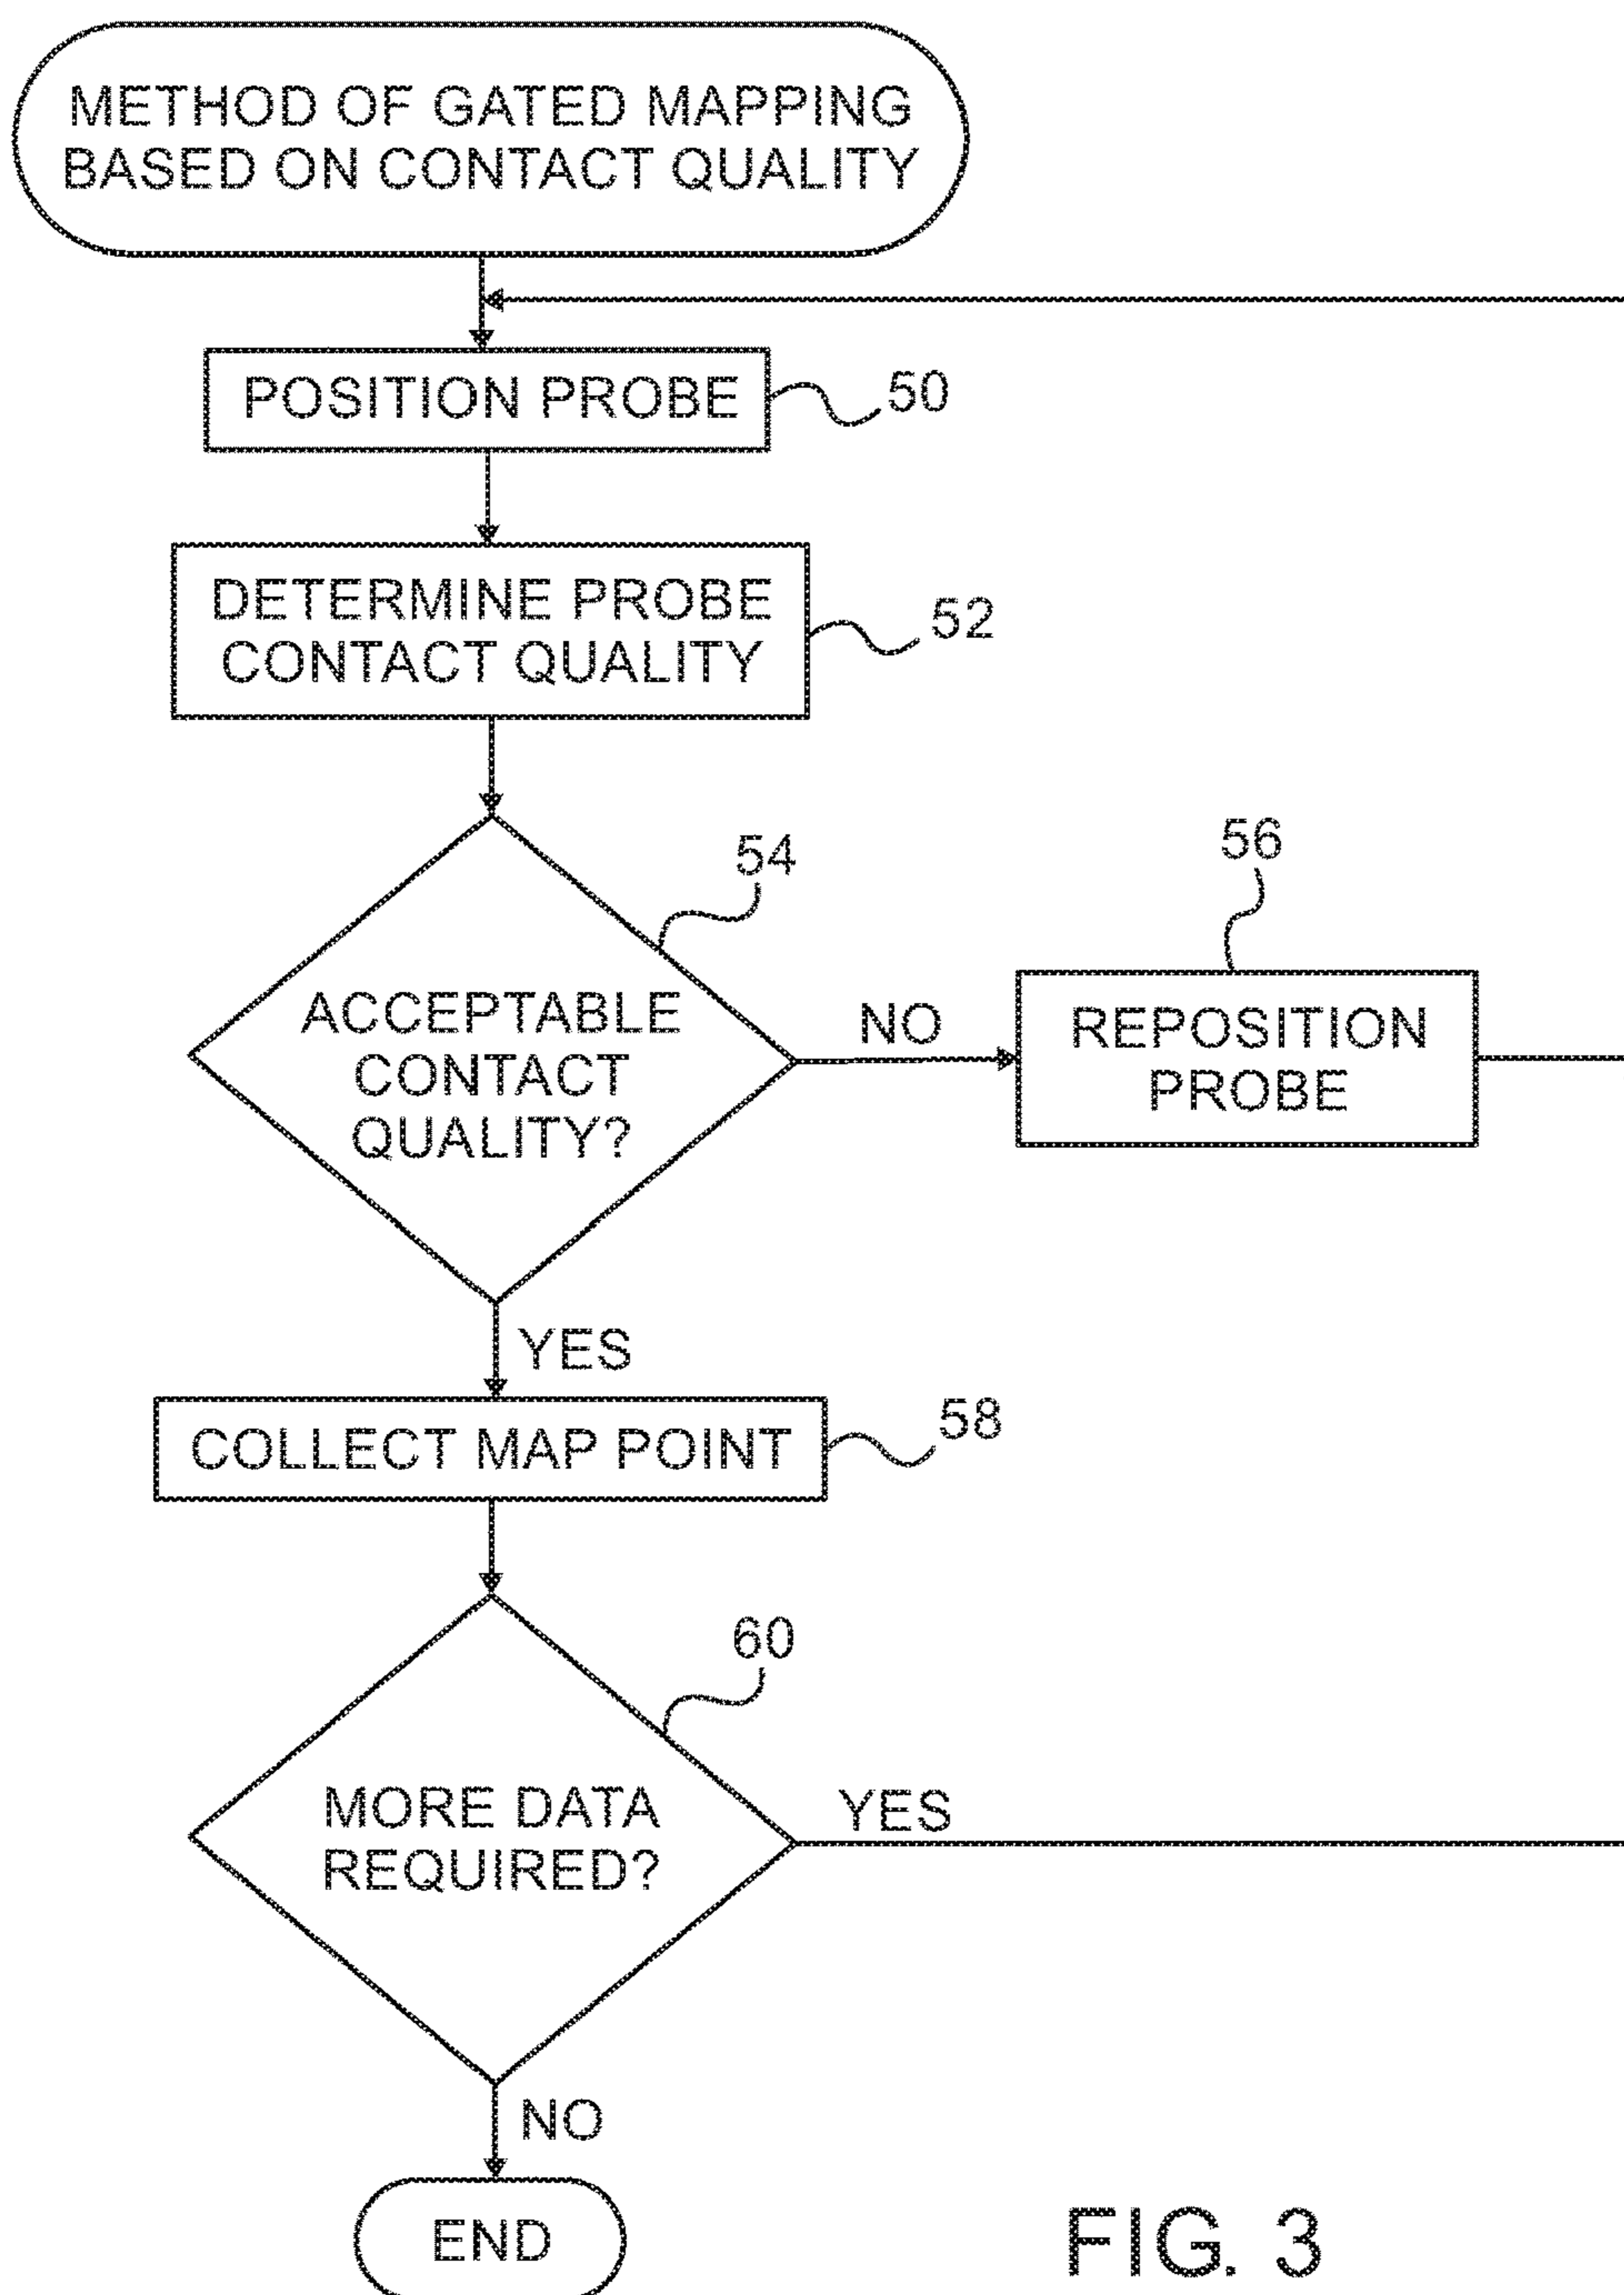 METHOD OF GATED MAPPING
BASED ON CONTACT QUALITY
POSITION PROBE
50
DETERMINE PROBE
CONTACT QUALITY
52
54
ACCEPTABLE
CONTACT
QUALITY?
NO
56
REPOSITION
PROBE
YES
COLLECT MAP POINT
58
60
MORE DATA
REQUIRED?
YES
NO
END
FIG. 3